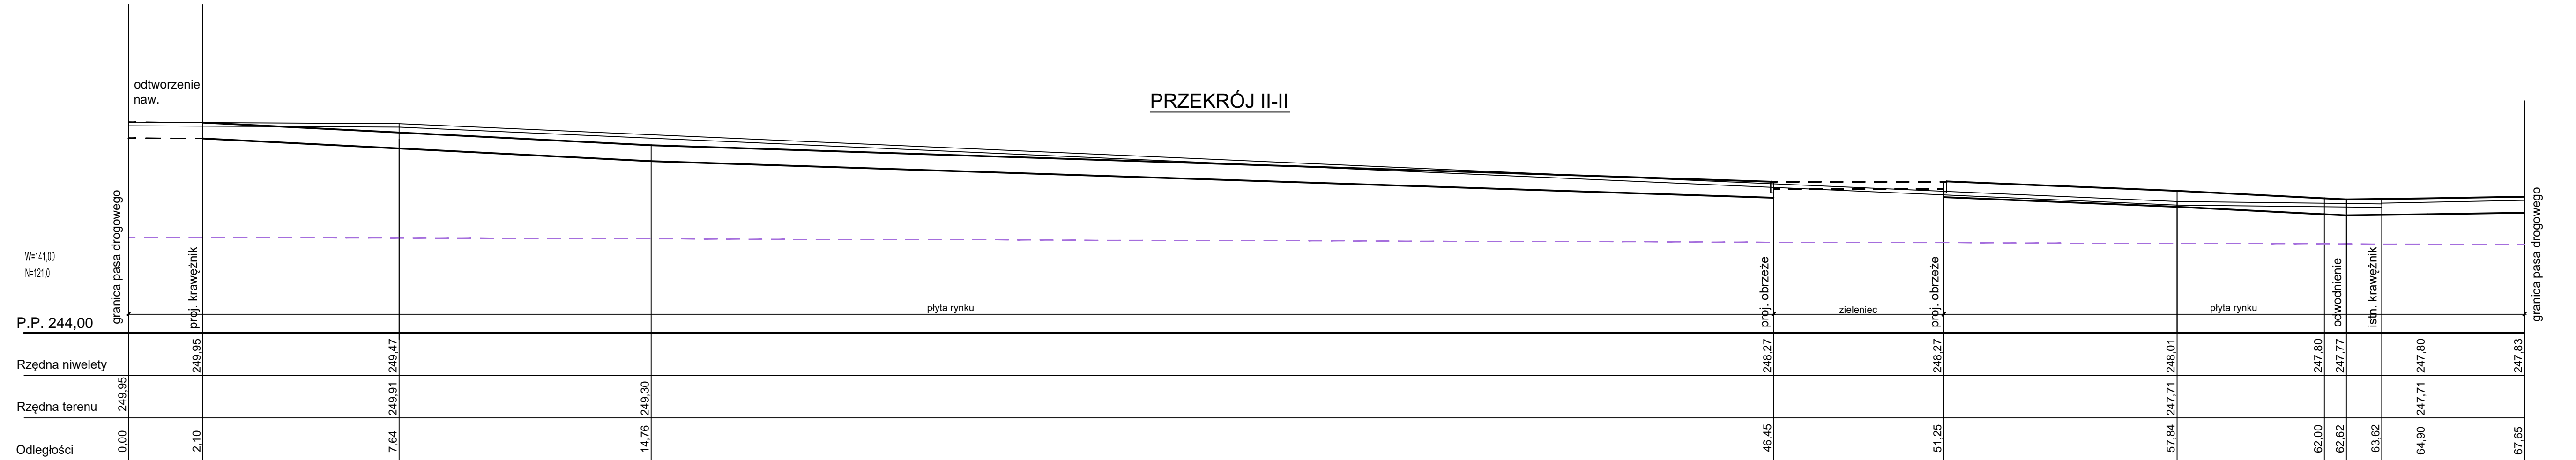 odtworzenie
naw.
PRZEKRÓJ II-II
W=141,00
N=121,0
granica pasa drogowego
proj. krawężnik
proj. obrzeże
proj. obrzeże
odwodnienie
istn. krawężnik
granica pasa drogowego
płyta rynku
zieleniec
płyta rynku
P.P. 244,00
Rzędna niwelety
249,95
249,47
248,27
248,27
248,01
247,80
247,77
247,80
247,83
Rzędna terenu
249,95
249,91
249,30
247,71
247,71
Odległości
0,00
2,10
7,64
14,76
46,45
51,25
57,84
62,00
62,62
63,62
64,90
67,65